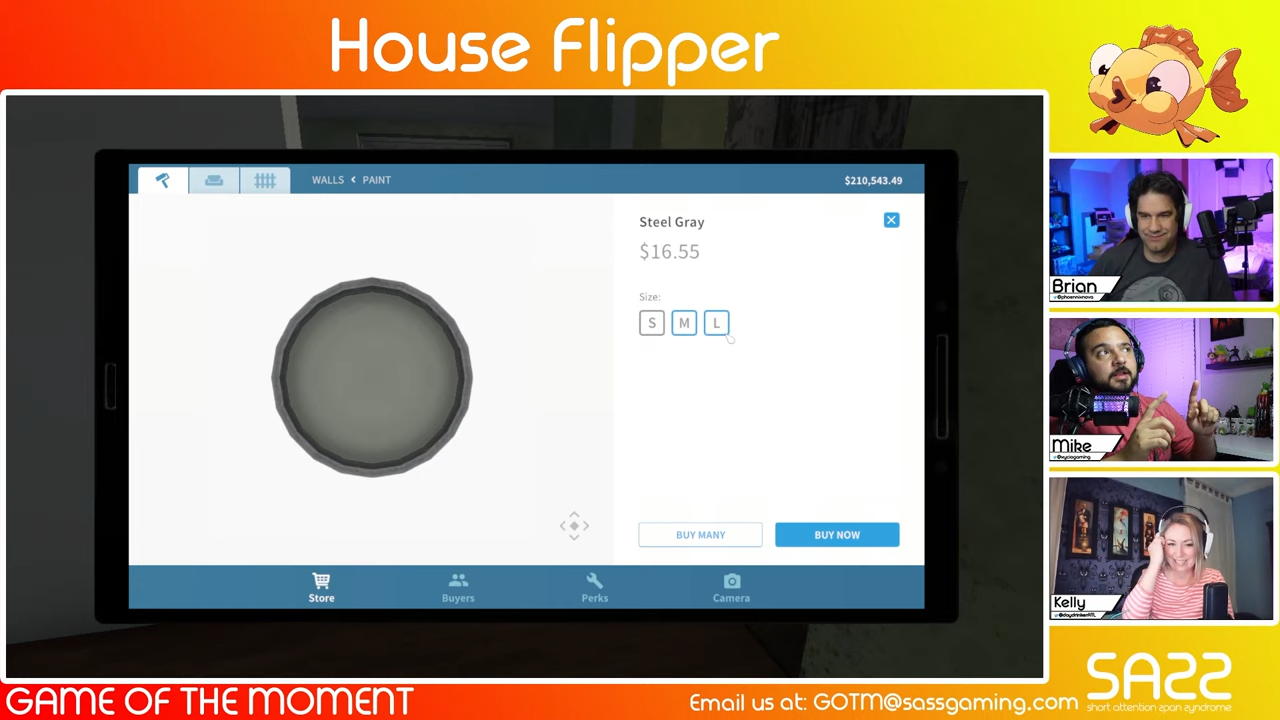 House Flipper
WALLS < PAINT
$210,543.49
Steel Gray
$16.55
Size:
S M L
BUY MANY
BUY NOW
Store
Buyers
Perks
Camera
Brian
Mike
Kelly
GAME OF THE MOMENT
Email us at: GOTM@sassgaming.com
SASS
short attention span syndrome